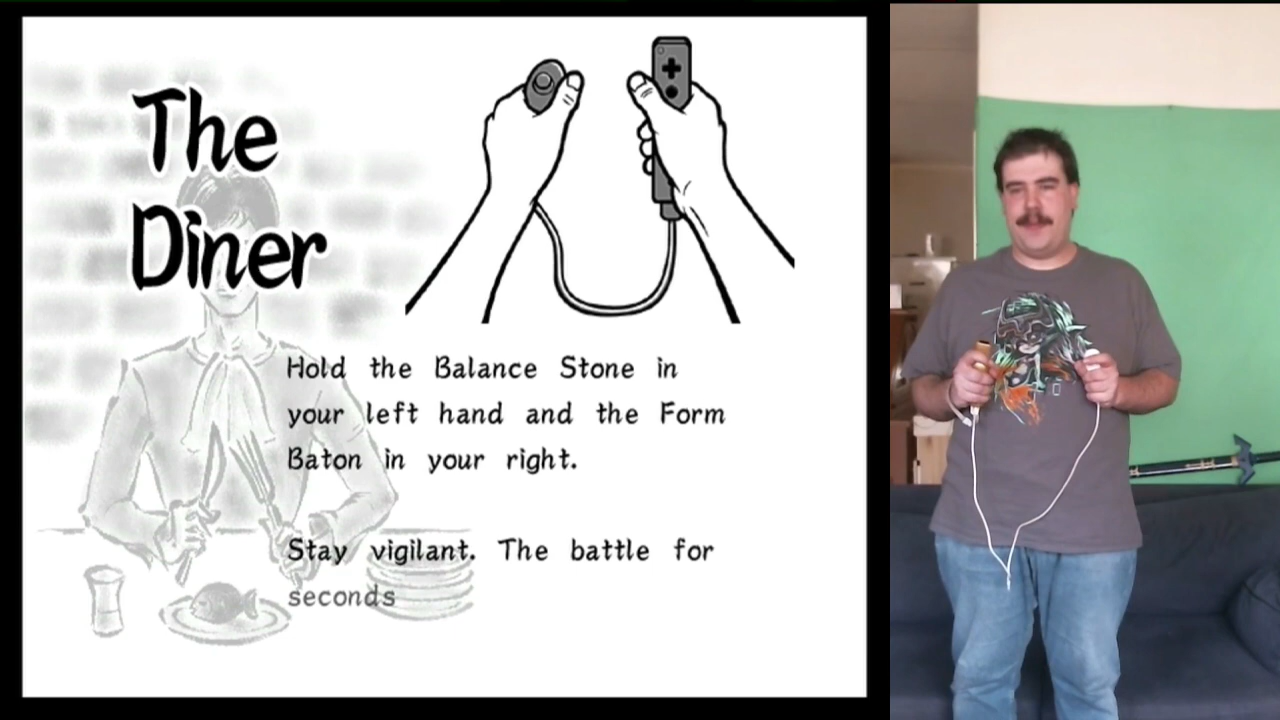 The
Diner
Hold the Balance Stone in
your left hand and the Form
Baton in your right.
Stay vigilant. The battle for
seconds